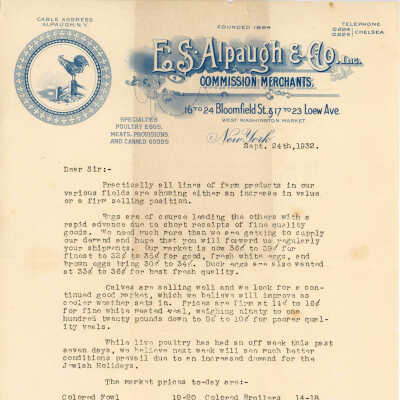 CABLE ADDRESS
ALPAUGH, N.Y.
FOUNDED 1864
TELEPHONE
0224
0225 CHELSEA
E.S. Alpaugh & Co., Inc.
COMMISSION MERCHANTS.
16 TO 24 Bloomfield St. & 17 TO 23 Loew Ave.
WEST WASHINGTON MARKET
SPECIALTIES
POULTRY EGGS,
MEATS, PROVISIONS,
AND CANNED GOODS
New York
Sept. 24th, 1932.
Dear Sir:-
Practically all lines of farm products in our
various fields are showing either an increase in value
or a firm selling position.
Eggs are of course leading the others with a
rapid advance due to short receipts of fine quality
goods. We need much more than we are getting to supply
our demand and hope that you will forward us regularly
your shipments. Our market is now 36¢ to 39¢ for
finest to 32¢ to 35¢ for good, fresh white eggs, and
brown eggs bring 30¢ to 34¢. Duck eggs are also wanted
at 33¢ to 36¢ for best fresh quality.
Calves are selling well and we look for a con-
tinued good market, which we believe will improve as
cooler weather sets in. Prices are firm at 14¢ to 16¢
for fine white meated veal, weighing ninety to one
hundred twenty pounds down to 8¢ to 10¢ for poorer quali-
ty veals.
While live poultry has had an off week this past
seven days, we believe next week will see much better
conditions prevail due to an increased demand for the
Jewish Holidays.
The market prices to-day are:-
Colored Fowl 19-20 Colored Broilers 14-18